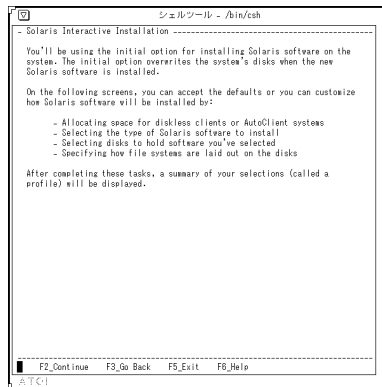 シェルツール - /bin/csh
- Solaris Interactive Installation ----------------------------------------
You'll be using the initial option for installing Solaris software on the
system. The initial option overwrites the system's disks when the new
Solaris software is installed.
On the following screens, you can accept the defaults or you can customize
how Solaris software will be installed by:
- Allocating space for diskless clients or AutoClient systems
- Selecting the type of Solaris software to install
- Selecting disks to hold software you've selected
- Specifying how file systems are laid out on the disks
After completing these tasks, a summary of your selections (called a
profile) will be displayed.
F2_Continue F3_Go Back F5_Exit F6_Help